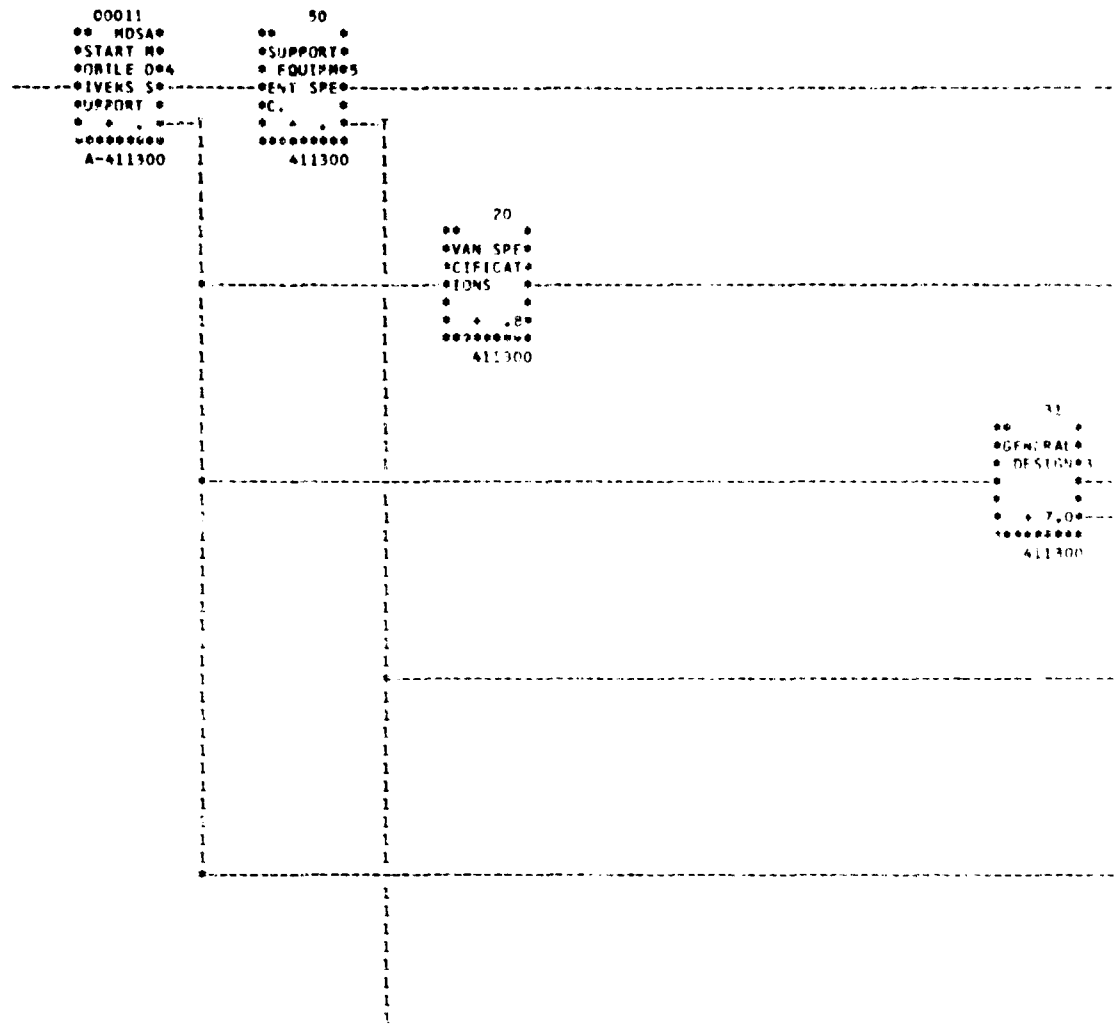 00011
** MDSA*
*START M*
*OBILE D*4
*IVERS S*
*UPPORT *
* + . *
A-411300
50
** *
*SUPPORT*
* EQUIPM*5
*ENT SPE*
*C. *
* + . *
*********
411300
20
** *
*VAN SPE*
*CIFICAT*
*IONS *
* *
* + .8*
411300
31
** *
*GENERAL*
* DESIGN*3
* *
* *
* + 7.0*
411300